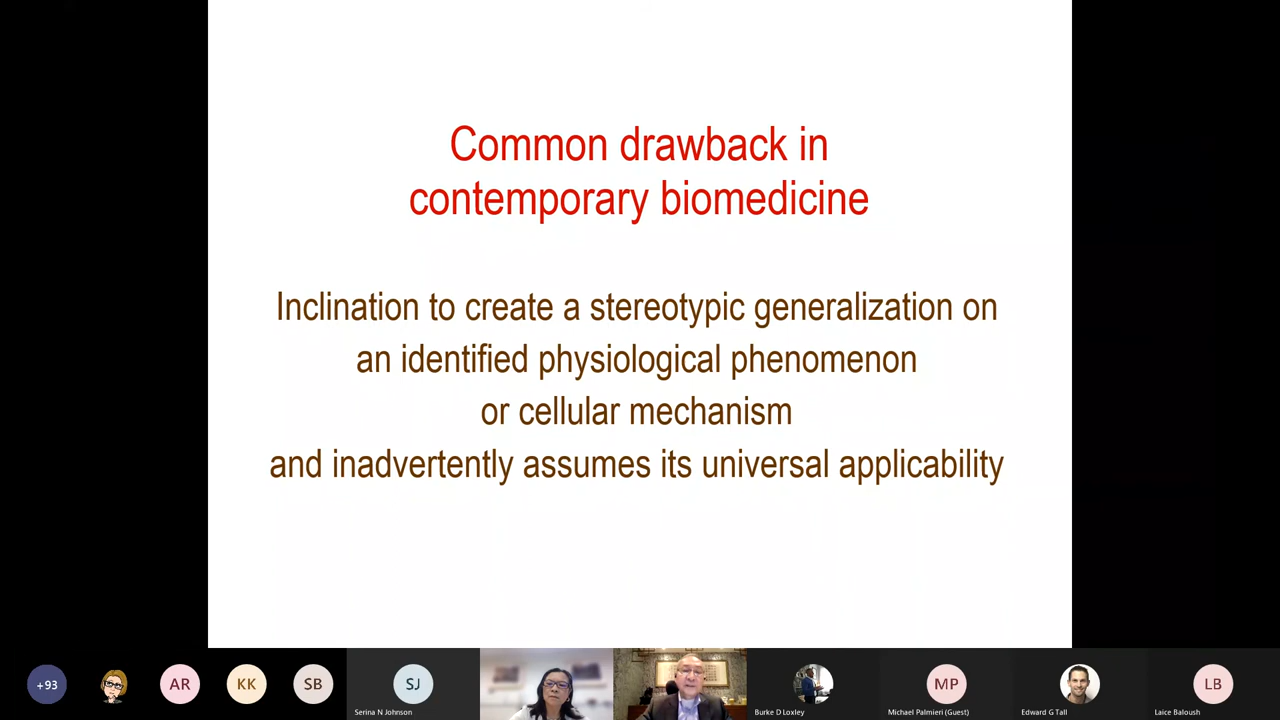 Common drawback in
contemporary biomedicine
Inclination to create a stereotypic generalization on
an identified physiological phenomenon
or cellular mechanism
and inadvertently assumes its universal applicability
+93
AR
KK
SB
SJ
Serina N Johnson
Burke D Loxley
MP
Michael Palmieri (Guest)
Edward G Tall
LB
Laice Baloush